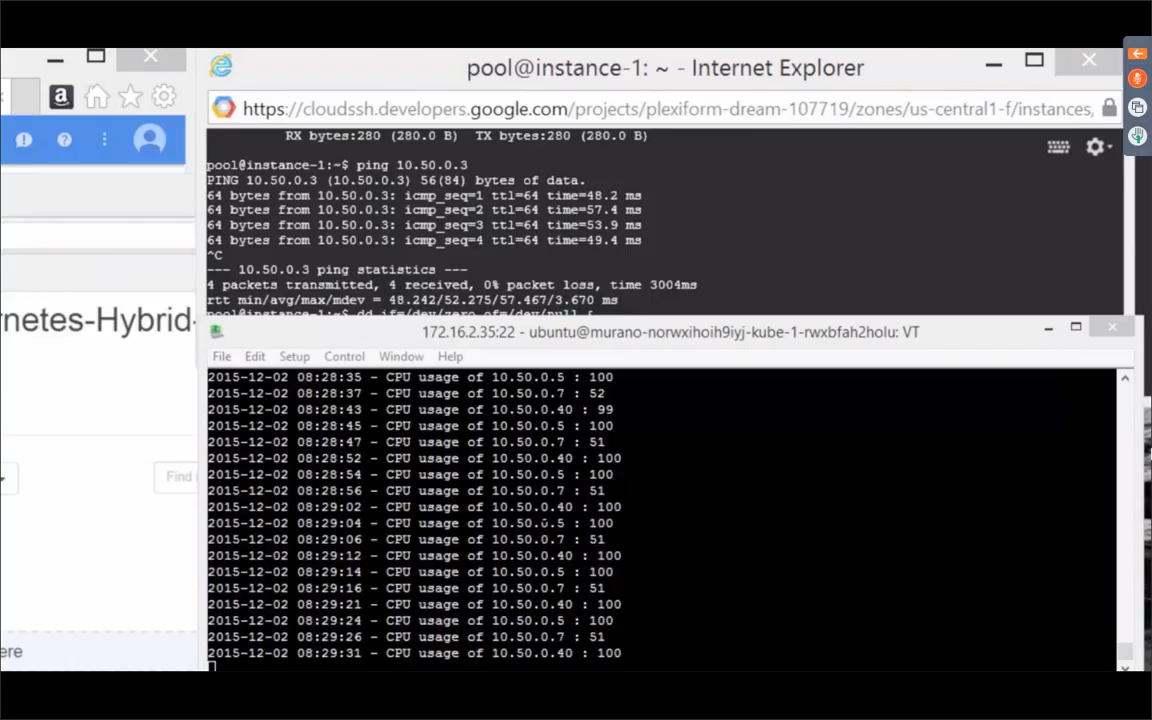 pool@instance-1: ~ - Internet Explorer
https://cloudssh.developers.google.com/projects/plexiform-dream-107719/zones/us-central1-f/instances,
RX bytes:280 (280.0 B)  TX bytes:280 (280.0 B)
pool@instance-1:~$ ping 10.50.0.3
PING 10.50.0.3 (10.50.0.3) 56(84) bytes of data.
64 bytes from 10.50.0.3: icmp_seq=1 ttl=64 time=48.2 ms
64 bytes from 10.50.0.3: icmp_seq=2 ttl=64 time=57.4 ms
64 bytes from 10.50.0.3: icmp_seq=3 ttl=64 time=53.9 ms
64 bytes from 10.50.0.3: icmp_seq=4 ttl=64 time=49.4 ms
^C
--- 10.50.0.3 ping statistics ---
4 packets transmitted, 4 received, 0% packet loss, time 3004ms
rtt min/avg/max/mdev = 48.242/52.275/57.467/3.670 ms
pool@instance-1:~$ dd if=/dev/zero of=/dev/null &
netes-Hybrid-
Find
ere
172.16.2.35:22 - ubuntu@murano-norwxihoih9iyj-kube-1-rwxbfah2holu: VT
File Edit Setup Control Window Help
2015-12-02 08:28:35 - CPU usage of 10.50.0.5 : 100
2015-12-02 08:28:37 - CPU usage of 10.50.0.7 : 52
2015-12-02 08:28:43 - CPU usage of 10.50.0.40 : 99
2015-12-02 08:28:45 - CPU usage of 10.50.0.5 : 100
2015-12-02 08:28:47 - CPU usage of 10.50.0.7 : 51
2015-12-02 08:28:52 - CPU usage of 10.50.0.40 : 100
2015-12-02 08:28:54 - CPU usage of 10.50.0.5 : 100
2015-12-02 08:28:56 - CPU usage of 10.50.0.7 : 51
2015-12-02 08:29:02 - CPU usage of 10.50.0.40 : 100
2015-12-02 08:29:04 - CPU usage of 10.50.0.5 : 100
2015-12-02 08:29:06 - CPU usage of 10.50.0.7 : 51
2015-12-02 08:29:12 - CPU usage of 10.50.0.40 : 100
2015-12-02 08:29:14 - CPU usage of 10.50.0.5 : 100
2015-12-02 08:29:16 - CPU usage of 10.50.0.7 : 51
2015-12-02 08:29:21 - CPU usage of 10.50.0.40 : 100
2015-12-02 08:29:24 - CPU usage of 10.50.0.5 : 100
2015-12-02 08:29:26 - CPU usage of 10.50.0.7 : 51
2015-12-02 08:29:31 - CPU usage of 10.50.0.40 : 100